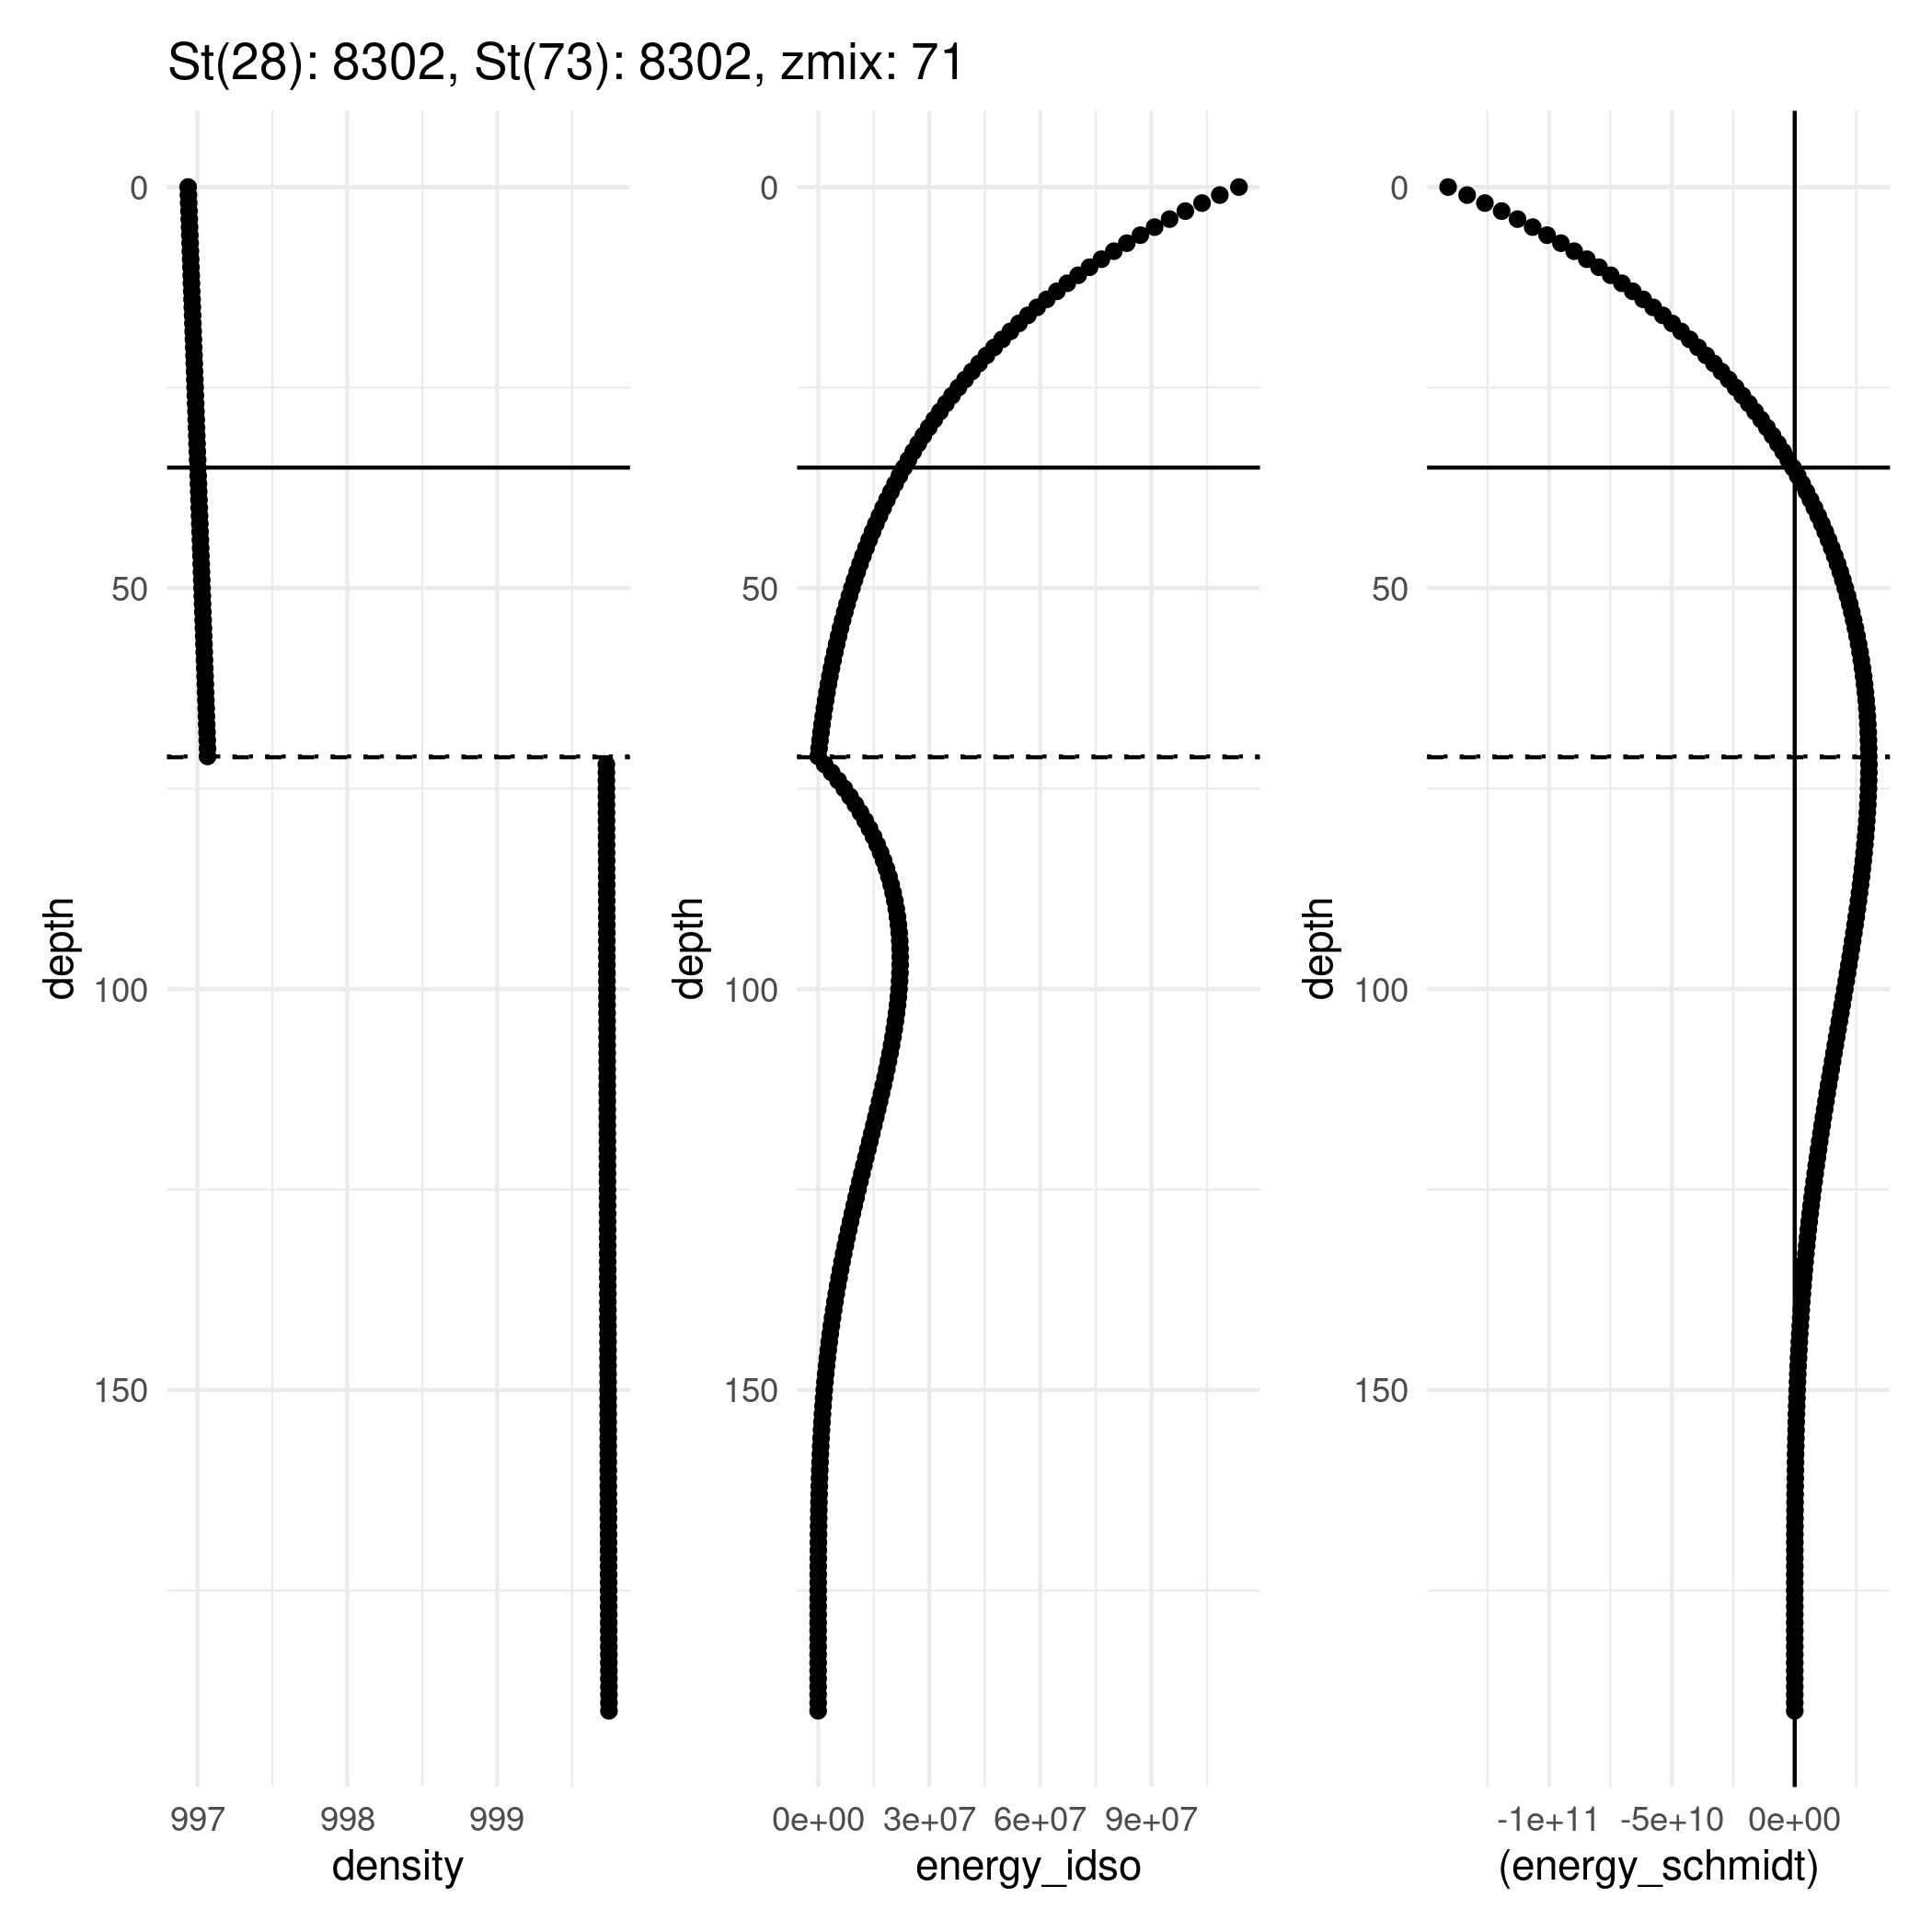 St(28): 8302, St(73): 8302, zmix: 71
0
50
100
150
depth
997 998 999
density
0
50
100
150
depth
0e+00 3e+07 6e+07 9e+07
energy_idso
0
50
100
150
depth
-1e+11 -5e+10 0e+00
(energy_schmidt)